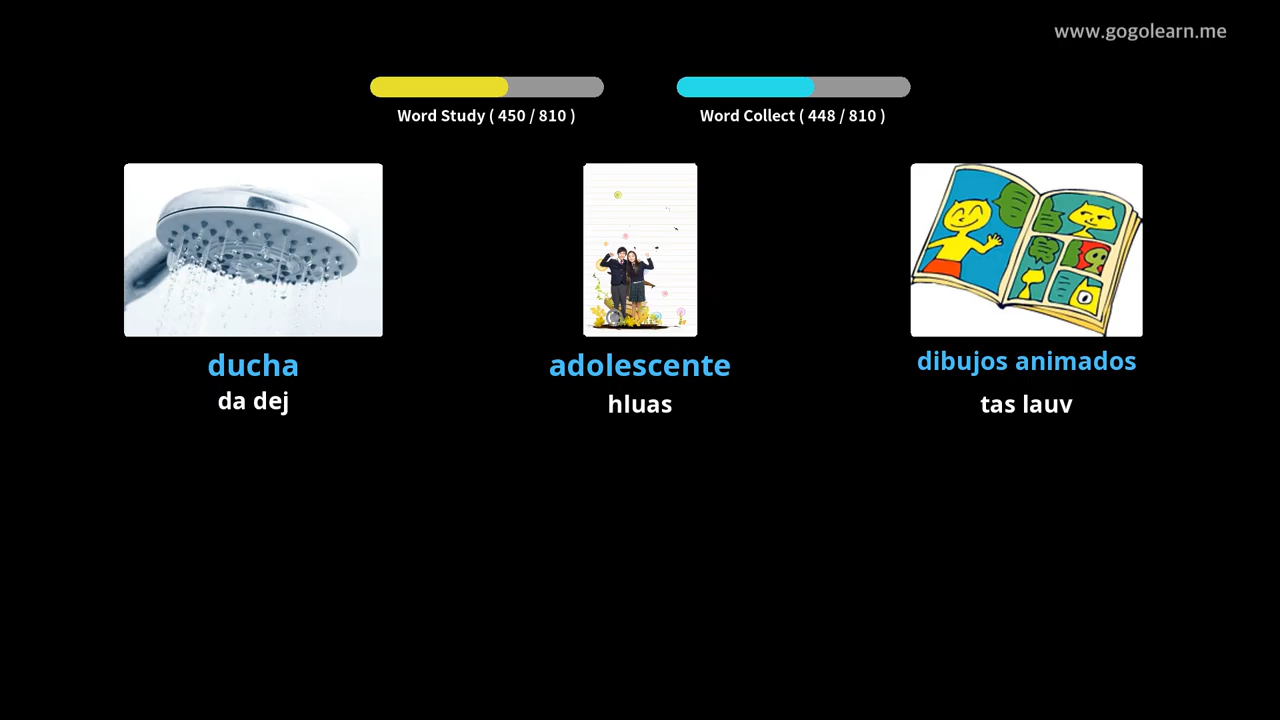 www.gogolearn.me
Word Study ( 450 / 810 )
Word Collect ( 448 / 810 )
ducha
adolescente
dibujos animados
da dej
hluas
tas lauv